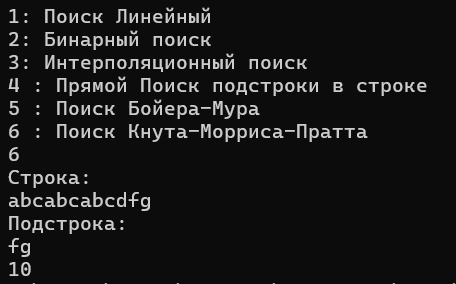 1: Поиск Линейный
2: Бинарный поиск
3: Интерполяционный поиск
4 : Прямой Поиск подстроки в строке
5 : Поиск Бойера-Мура
6 : Поиск Кнута-Морриса-Пратта
6
Строка:
abcabcabcdfg
Подстрока:
fg
10